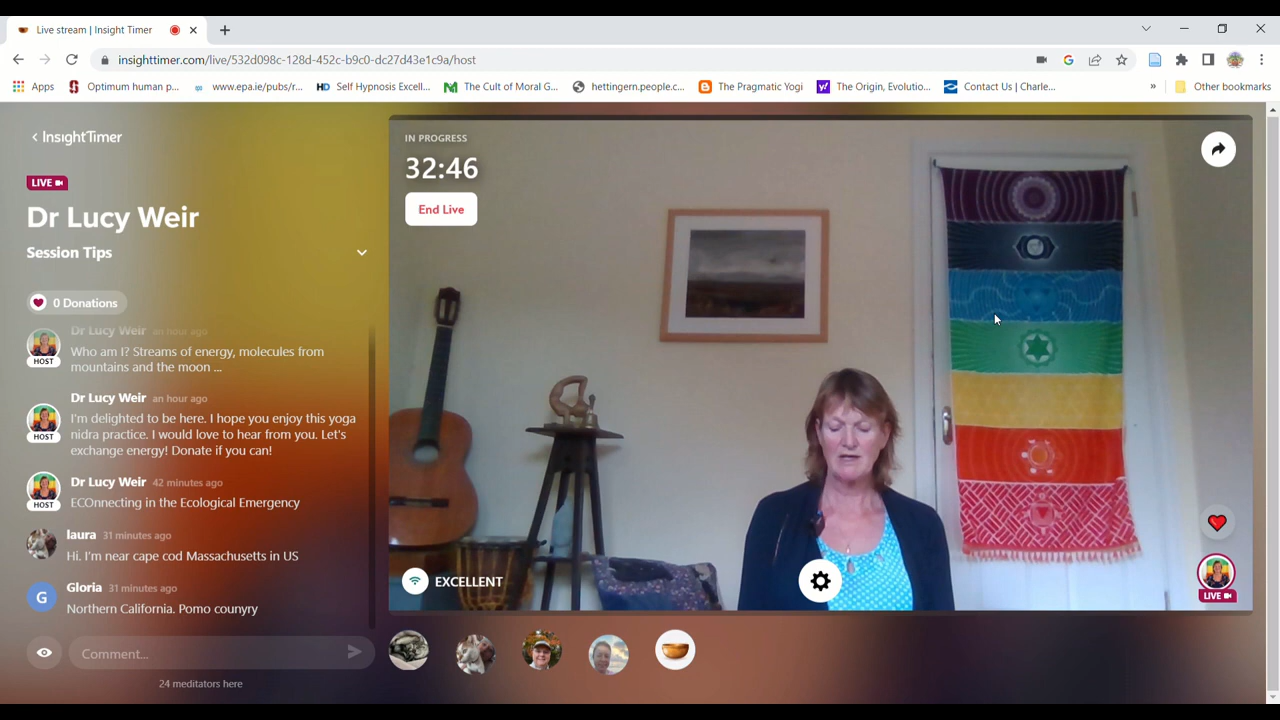 Live stream | Insight Timer
insighttimer.com/live/532d098c-128d-452c-b9c0-dc27d43e1c9a/host
Apps
Optimum human p...
www.epa.ie/pubs/r...
HD Self Hypnosis Excell...
The Cult of Moral G...
hettingern.people.c...
The Pragmatic Yogi
The Origin, Evolutio...
Contact Us | Charle...
»
Other bookmarks
InsightTimer
LIVE
Dr Lucy Weir
Session Tips
0 Donations
Dr Lucy Weir an hour ago
HOST
Who am I? Streams of energy, molecules from
mountains and the moon ...
Dr Lucy Weir an hour ago
HOST
I'm delighted to be here. I hope you enjoy this yoga
nidra practice. I would love to hear from you. Let's
exchange energy! Donate if you can!
Dr Lucy Weir 42 minutes ago
HOST
ECOnnecting in the Ecological Emergency
laura 31 minutes ago
Hi. I'm near cape cod Massachusetts in US
G
Gloria 31 minutes ago
Northern California. Pomo counyry
Comment...
24 meditators here
IN PROGRESS
32:46
End Live
EXCELLENT
LIVE